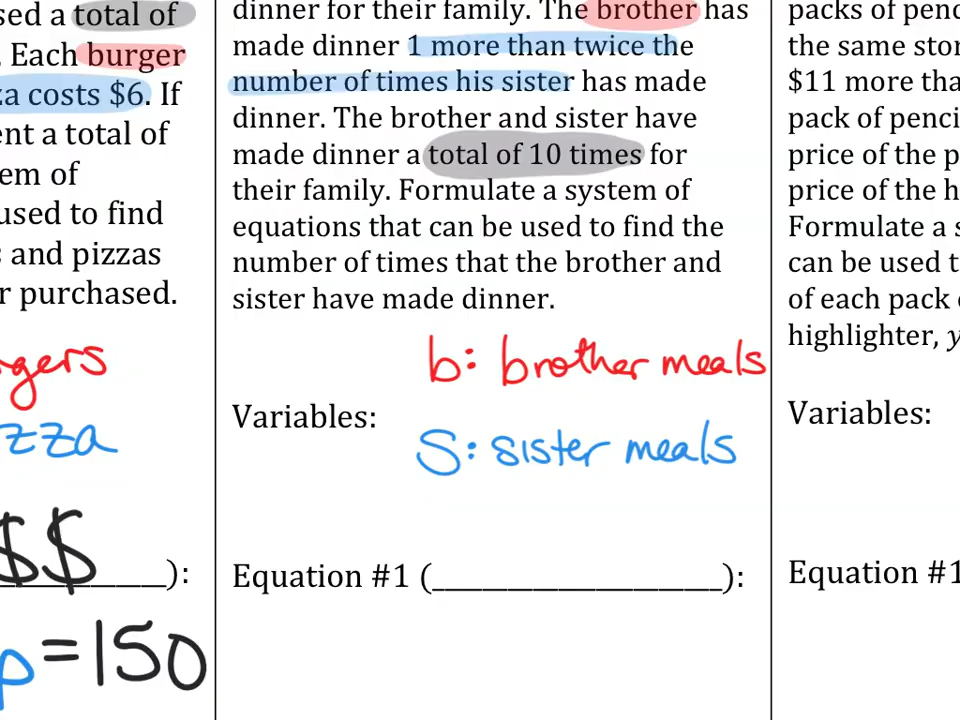 sed a total of
. Each burger
za costs $6. If
ent a total of
em of
used to find
s and pizzas
r purchased.
rgers
zza
$$
__________):
p = 150
dinner for their family. The brother has
made dinner 1 more than twice the
number of times his sister has made
dinner. The brother and sister have
made dinner a total of 10 times for
their family. Formulate a system of
equations that can be used to find the
number of times that the brother and
sister have made dinner.
b: brother meals
Variables:
S: sister meals
Equation #1 (____________________):
packs of penc
the same stor
$11 more tha
pack of penci
price of the p
price of the h
Formulate a s
can be used t
of each pack
highlighter, y
Variables:
Equation #1